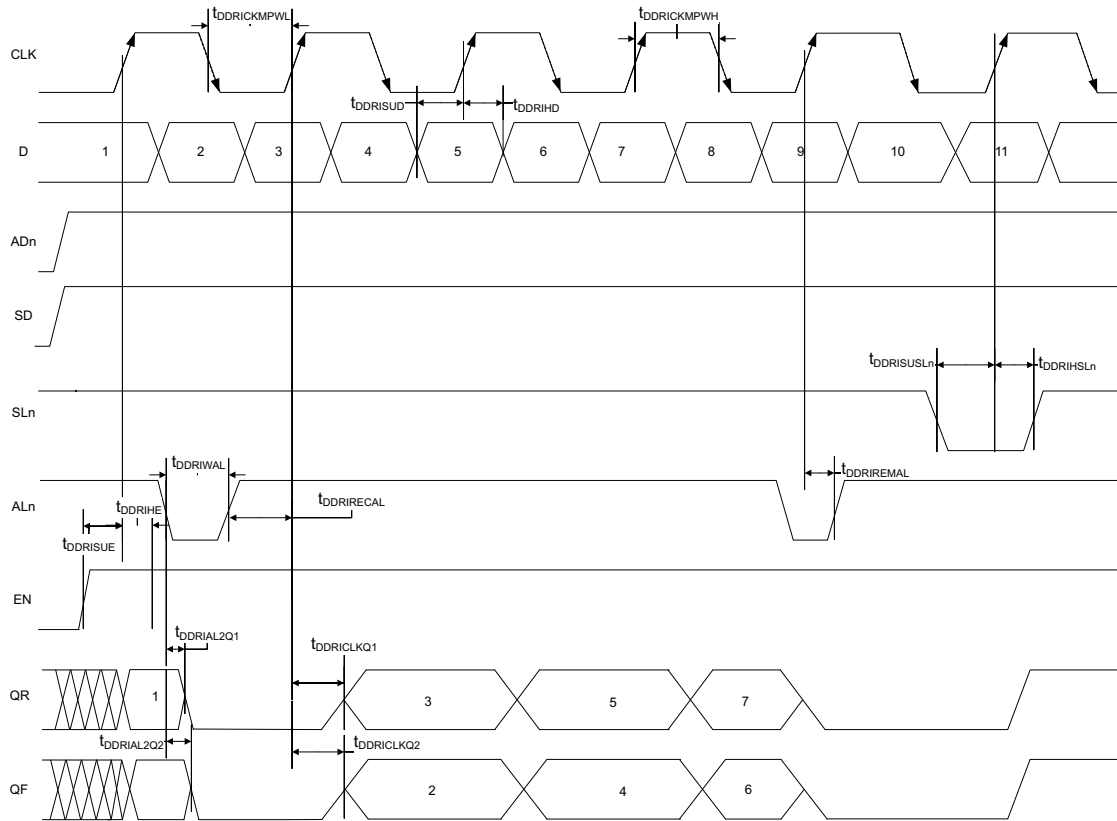 tDDRICKMPWL
tDDRICKMPWH
CLK
tDDRISUD
tDDRIHD
D
1 2 3 4 5 6 7 8 9 10 11
ADn
SD
tDDRISUSLn
tDDRIHSLn
SLn
tDDRIWAL
tDDRIREMAL
ALn
tDDRIRECAL
tDDRIHE
tDDRISUE
EN
tDDRIAL2Q1
tDDRICLKQ1
QR
1 3 5 7
tDDRIAL2Q2
tDDRICLKQ2
QF
2 4 6